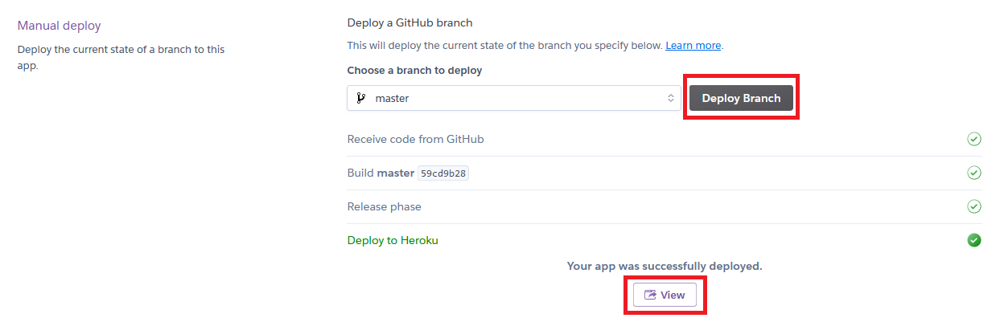 Manual deploy
Deploy the current state of a branch to this
app.
Deploy a GitHub branch
This will deploy the current state of the branch you specify below. Learn more.
Choose a branch to deploy
master
Deploy Branch
Receive code from GitHub
Build master 59cd9b28
Release phase
Deploy to Heroku
Your app was successfully deployed.
View